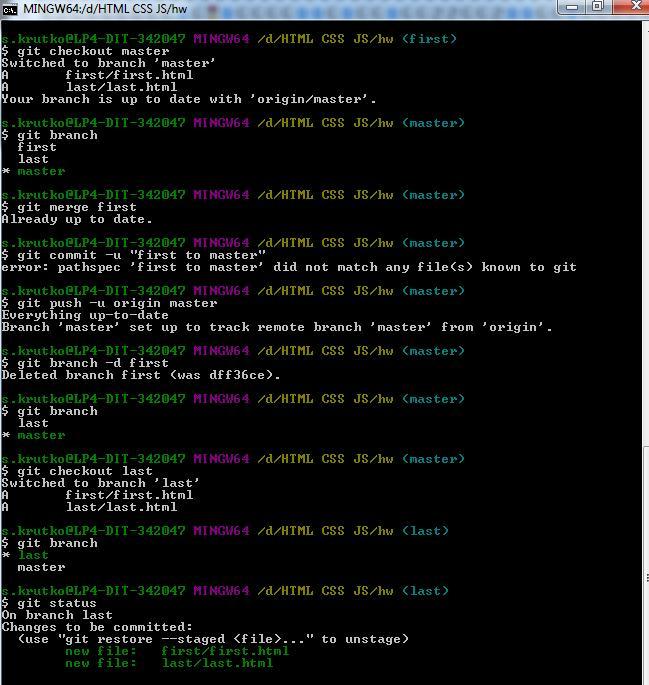 MINGW64:/d/HTML CSS JS/hw
s.krutko@LP4-DIT-342047 MINGW64 /d/HTML CSS JS/hw (first)
$ git checkout master
Switched to branch 'master'
A       first/first.html
A       last/last.html
Your branch is up to date with 'origin/master'.
s.krutko@LP4-DIT-342047 MINGW64 /d/HTML CSS JS/hw (master)
$ git branch
  first
  last
* master
s.krutko@LP4-DIT-342047 MINGW64 /d/HTML CSS JS/hw (master)
$ git merge first
Already up to date.
s.krutko@LP4-DIT-342047 MINGW64 /d/HTML CSS JS/hw (master)
$ git commit -u "first to master"
error: pathspec 'first to master' did not match any file(s) known to git
s.krutko@LP4-DIT-342047 MINGW64 /d/HTML CSS JS/hw (master)
$ git push -u origin master
Everything up-to-date
Branch 'master' set up to track remote branch 'master' from 'origin'.
s.krutko@LP4-DIT-342047 MINGW64 /d/HTML CSS JS/hw (master)
$ git branch -d first
Deleted branch first (was dff36ce).
s.krutko@LP4-DIT-342047 MINGW64 /d/HTML CSS JS/hw (master)
$ git branch
  last
* master
s.krutko@LP4-DIT-342047 MINGW64 /d/HTML CSS JS/hw (master)
$ git checkout last
Switched to branch 'last'
A       first/first.html
A       last/last.html
s.krutko@LP4-DIT-342047 MINGW64 /d/HTML CSS JS/hw (last)
$ git branch
* last
  master
s.krutko@LP4-DIT-342047 MINGW64 /d/HTML CSS JS/hw (last)
$ git status
On branch last
Changes to be committed:
  (use "git restore --staged <file>..." to unstage)
        new file:   first/first.html
        new file:   last/last.html